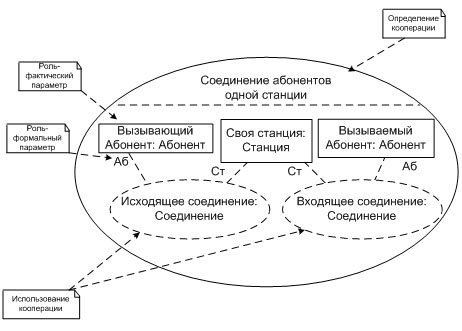 Определение
кооперации
Соединение абонентов
одной станции
Роль-
фактический
параметр
Роль-
формальный
параметр
Вызывающий
Абонент: Абонент
Своя станция:
Станция
Вызываемый
Абонент: Абонент
Аб
Ст
Ст
Аб
Исходящее соединение:
Соединение
Входящее соединение:
Соединение
Использование
кооперации